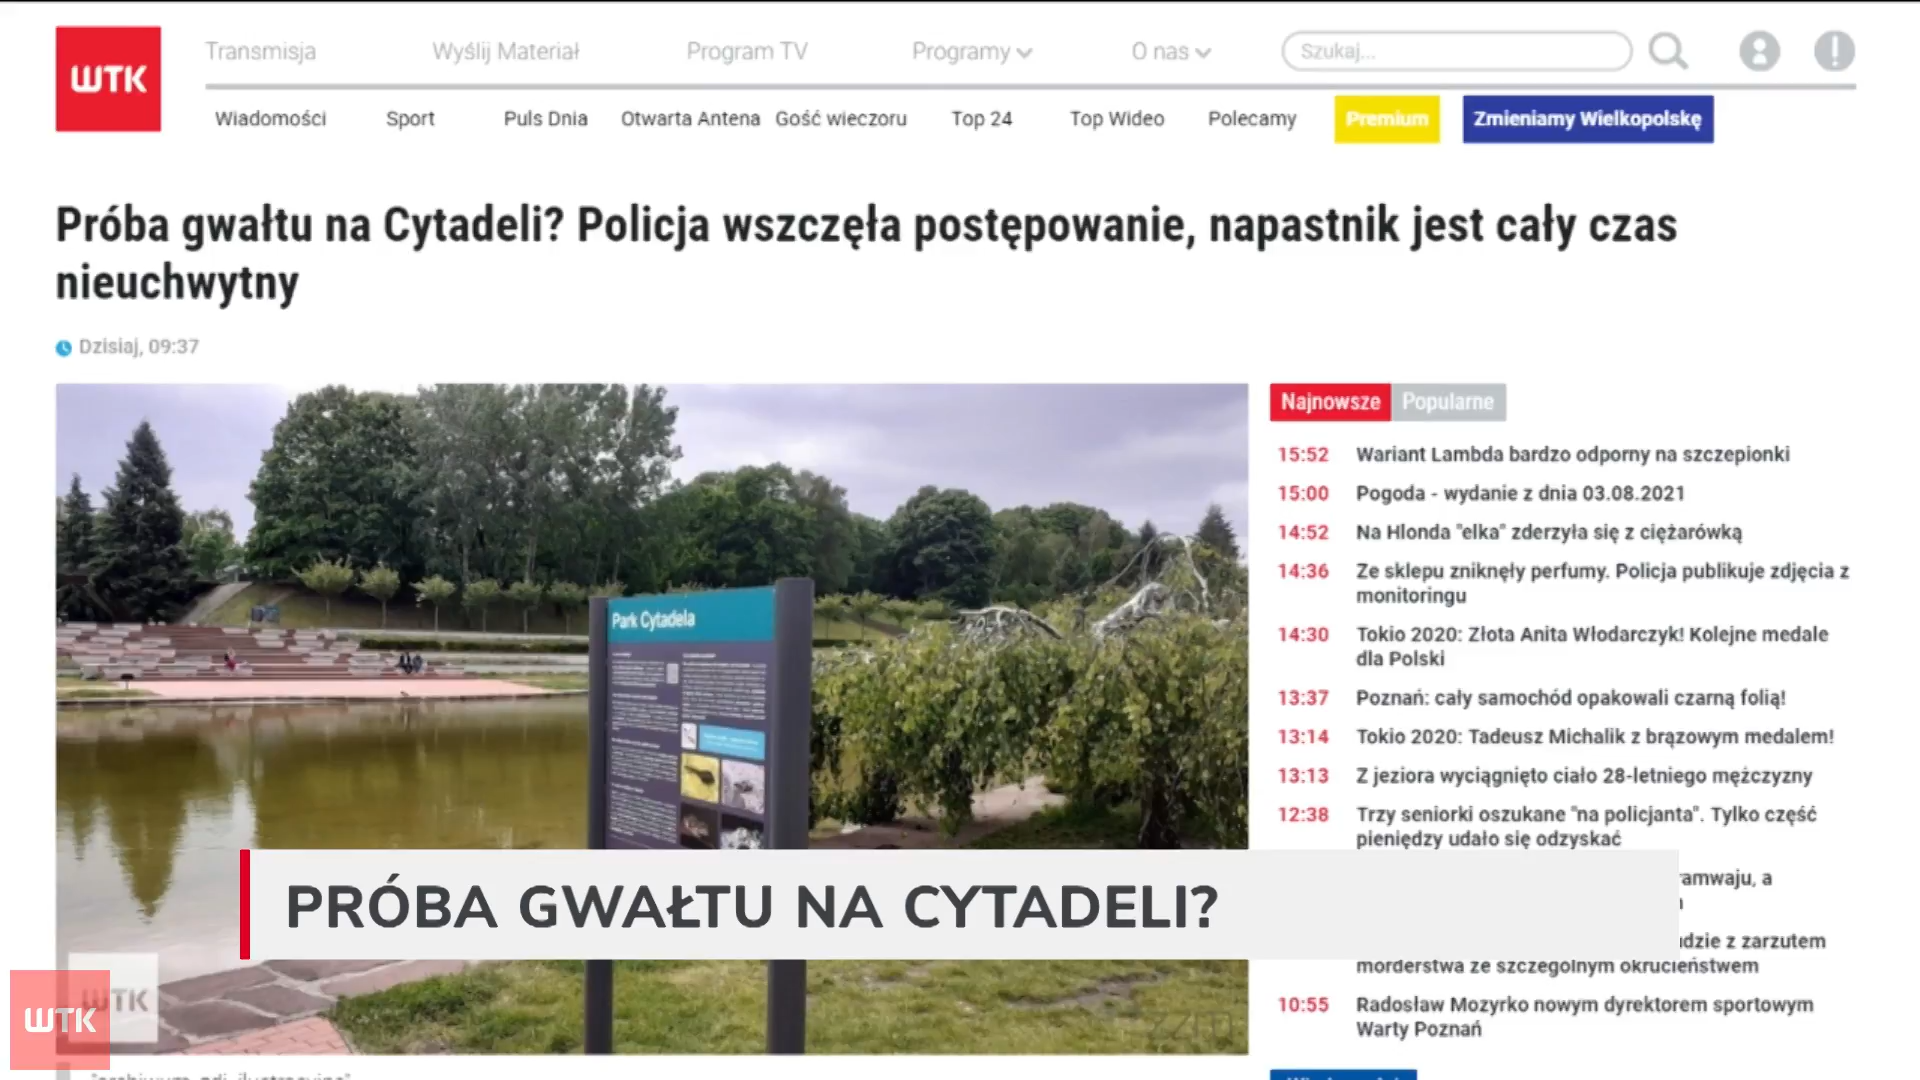 WTK
Transmisja
Wyślij Materiał
Program TV
Programy
O nas
Szukaj...
Wiadomości
Sport
Puls Dnia
Otwarta Antena
Gość wieczoru
Top 24
Top Wideo
Polecamy
Premium
Zmieniamy Wielkopolskę
Próba gwałtu na Cytadeli? Policja wszczęła postępowanie, napastnik jest cały czas
nieuchwytny
Dzisiaj, 09:37
Park Cytadela
Najnowsze
Popularne
15:52 Wariant Lambda bardzo odporny na szczepionki
15:00 Pogoda - wydanie z dnia 03.08.2021
14:52 Na Hlonda "elka" zderzyła się z ciężarówką
14:36 Ze sklepu zniknęły perfumy. Policja publikuje zdjęcia z
monitoringu
14:30 Tokio 2020: Złota Anita Włodarczyk! Kolejne medale
dla Polski
13:37 Poznań: cały samochód opakowali czarną folią!
13:14 Tokio 2020: Tadeusz Michalik z brązowym medalem!
13:13 Z jeziora wyciągnięto ciało 28-letniego mężczyzny
12:38 Trzy seniorki oszukane "na policjanta". Tylko część
pieniędzy udało się odzyskać
ramwaju, a
udzie z zarzutem
morderstwa ze szczególnym okrucieństwem
10:55 Radosław Mozyrko nowym dyrektorem sportowym
Warty Poznań
PRÓBA GWAŁTU NA CYTADELI?
WTK
WTK